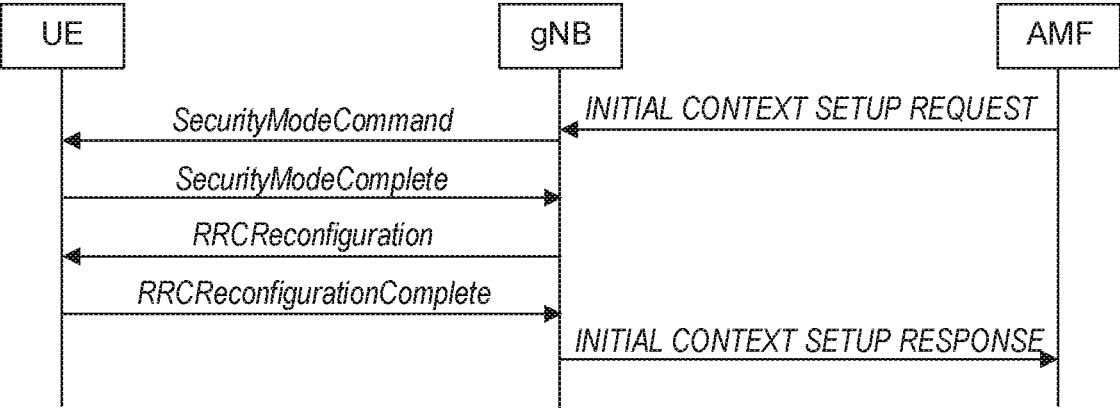 UE
gNB
AMF
INITIAL CONTEXT SETUP REQUEST
SecurityModeCommand
SecurityModeComplete
RRCReconfiguration
RRCReconfigurationComplete
INITIAL CONTEXT SETUP RESPONSE